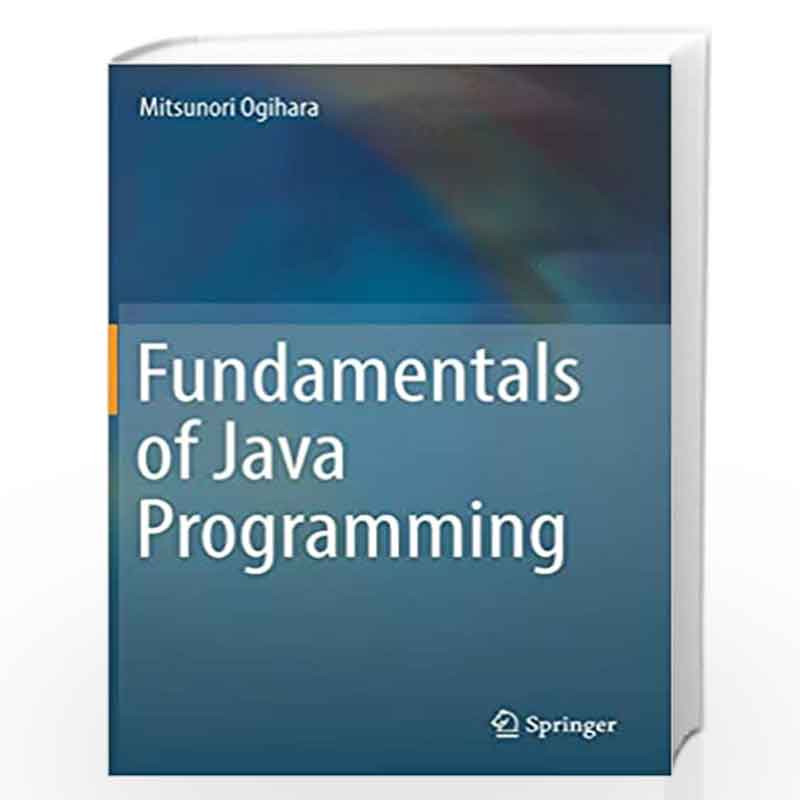 Mitsunori Ogihara
Fundamentals
of Java
Programming
Springer